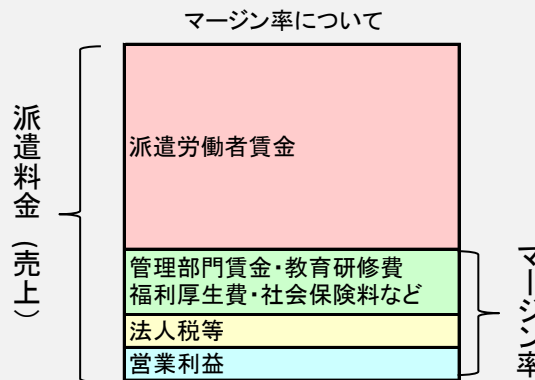 マージン率について
派遣料金（売上）
派遣労働者賃金
管理部門賃金・教育研修費
福利厚生費・社会保険料など
法人税等
営業利益
マージン率